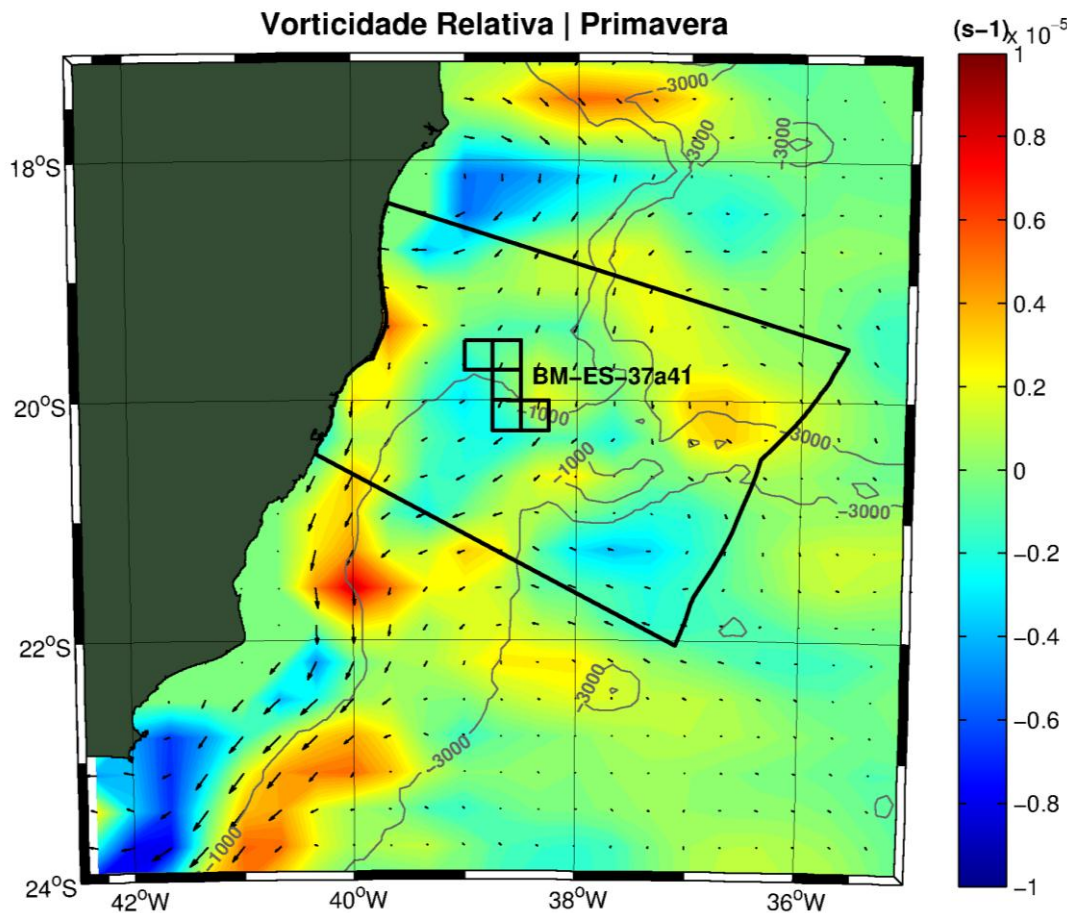 Vorticidade Relativa | Primavera
(s−1)x 10⁻⁵
1
0.8
0.6
0.4
0.2
0
−0.2
−0.4
−0.6
−0.8
−1
18°S
20°S
22°S
24°S
42°W
40°W
38°W
36°W
−3000
−3000
−3000
BM−ES−37a41
−1000
−3000
−1000
−3000
−3000
−3000
−1000